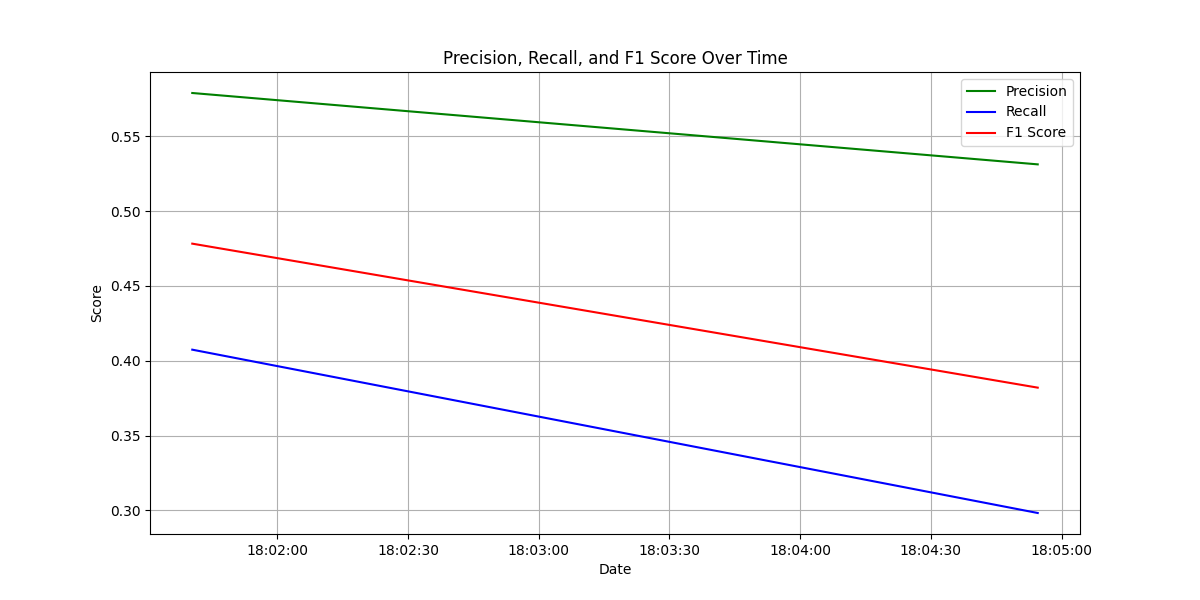 Precision, Recall, and F1 Score Over Time
Precision
Recall
F1 Score
Score
0.55
0.50
0.45
0.40
0.35
0.30
18:02:00
18:02:30
18:03:00
18:03:30
18:04:00
18:04:30
18:05:00
Date